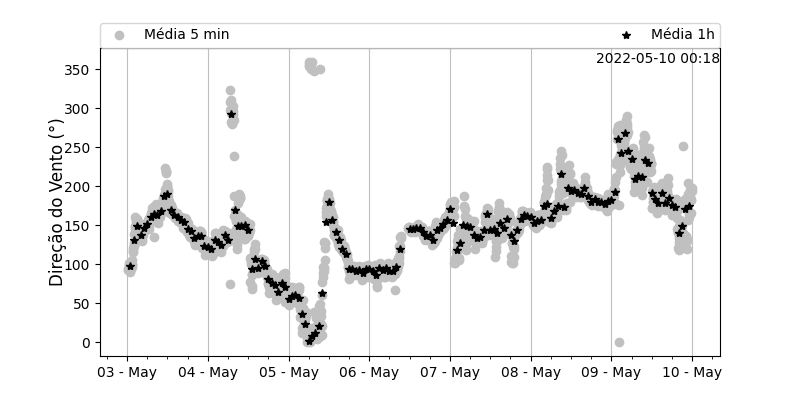 Média 5 min
Média 1h
2022-05-10 00:18
Direção do Vento (°)
350
300
250
200
150
100
50
0
03 - May
04 - May
05 - May
06 - May
07 - May
08 - May
09 - May
10 - May